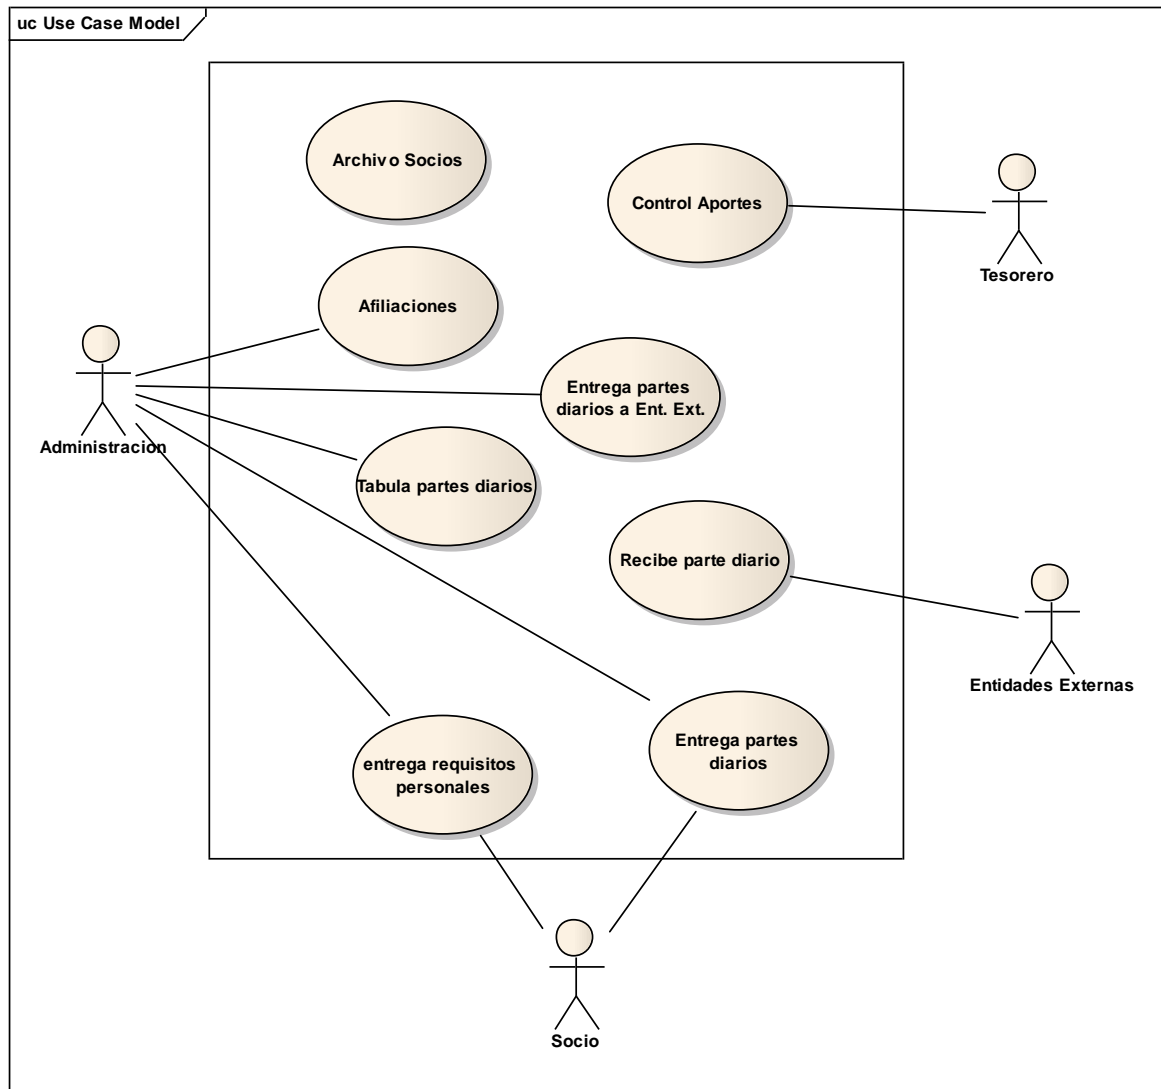 uc Use Case Model
Archivo Socios
Control Aportes
Tesorero
Afiliaciones
Entrega partes
diarios a Ent. Ext.
Administracion
Tabula partes diarios
Recibe parte diario
Entidades Externas
Entrega partes
diarios
entrega requisitos
personales
Socio